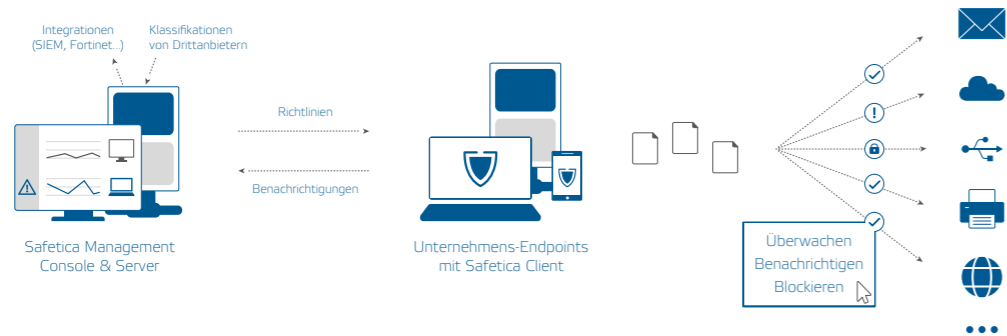 Integrationen
(SIEM, Fortinet...)
Klassifikationen
von Drittanbietern
Richtlinien
Benachrichtigungen
Safetica Management
Console & Server
Unternehmens-Endpoints
mit Safetica Client
Überwachen
Benachrichtigen
Blockieren